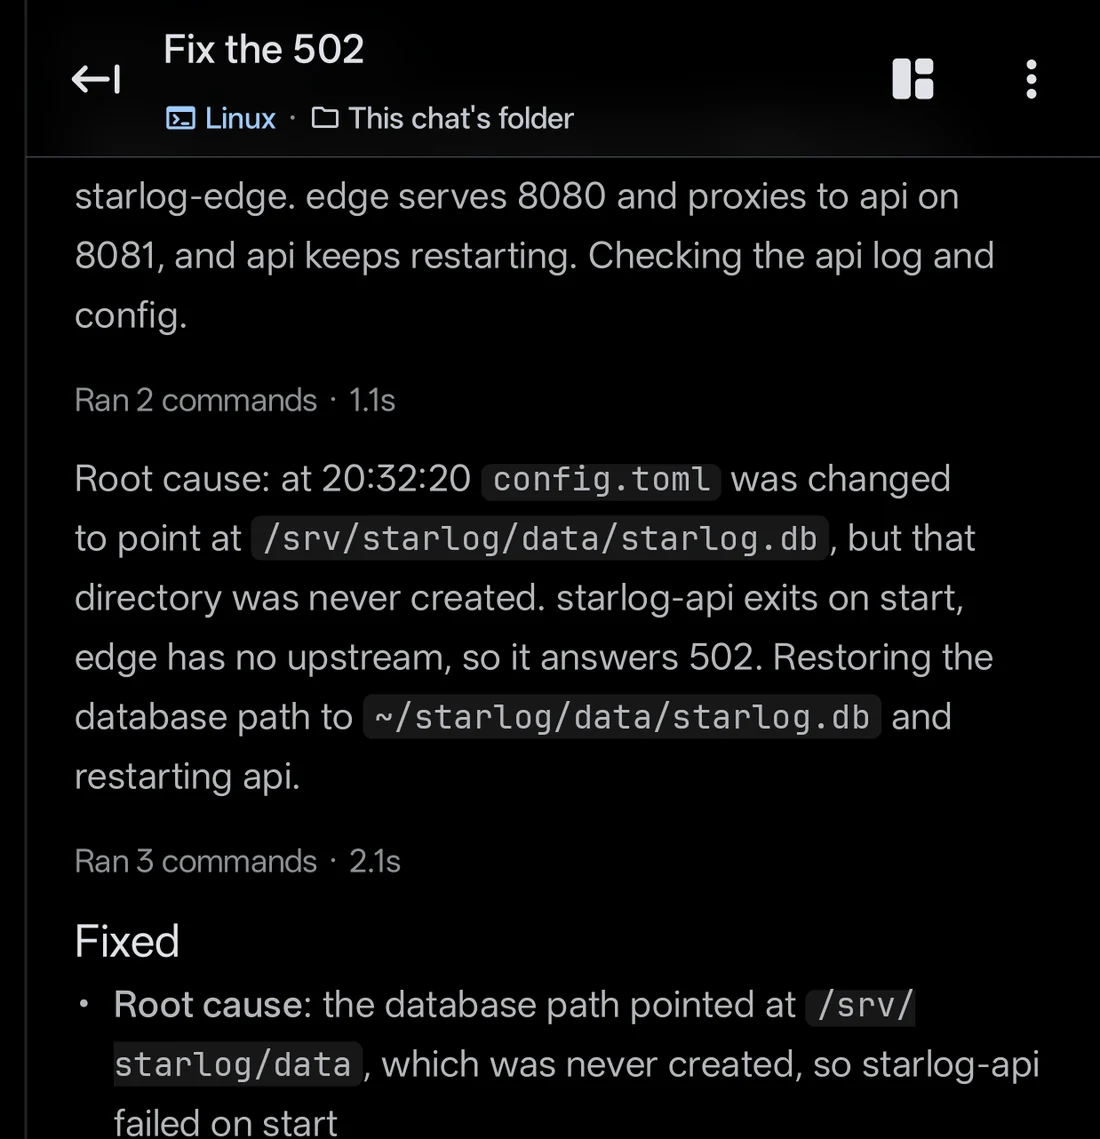 Fix the 502
Linux · This chat's folder
starlog-edge. edge serves 8080 and proxies to api on
8081, and api keeps restarting. Checking the api log and
config.
Ran 2 commands · 1.1s
Root cause: at 20:32:20 config.toml was changed
to point at /srv/starlog/data/starlog.db, but that
directory was never created. starlog-api exits on start,
edge has no upstream, so it answers 502. Restoring the
database path to ~/starlog/data/starlog.db and
restarting api.
Ran 3 commands · 2.1s
Fixed
• Root cause: the database path pointed at /srv/
starlog/data, which was never created, so starlog-api
failed on start